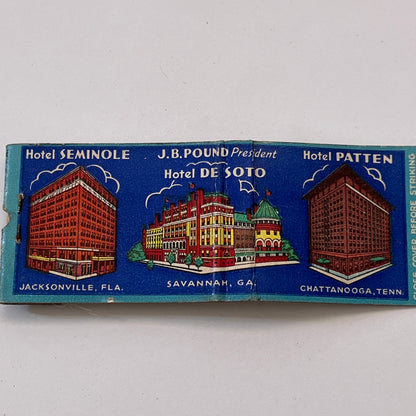 Hotel SEMINOLE
J.B. POUND President
Hotel DE SOTO
Hotel PATTEN
JACKSONVILLE, FLA.
SAVANNAH, GA.
CHATTANOOGA, TENN.
CLOSE COVER BEFORE STRIKING